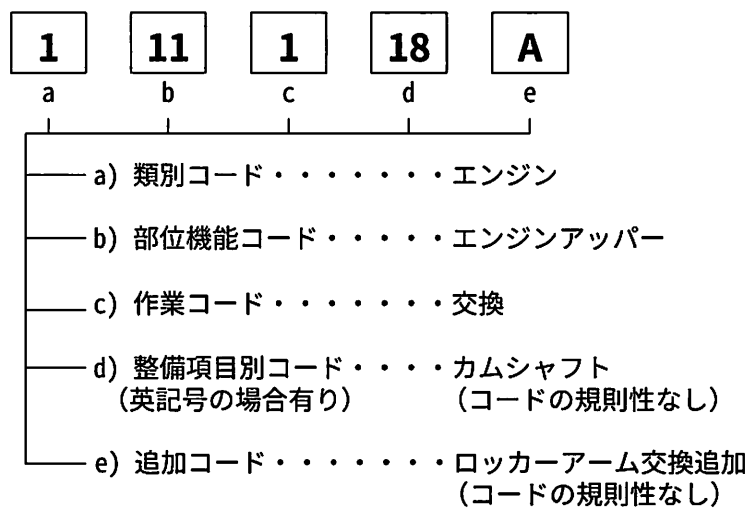 1 11 1 18 A
a b c d e
a) 類別コード・・・・・・・エンジン
b) 部位機能コード・・・・・エンジンアッパー
c) 作業コード・・・・・・・交換
d) 整備項目別コード・・・・カムシャフト
（英記号の場合有り） （コードの規則性なし）
e) 追加コード・・・・・・・ロッカーアーム交換追加
（コードの規則性なし）